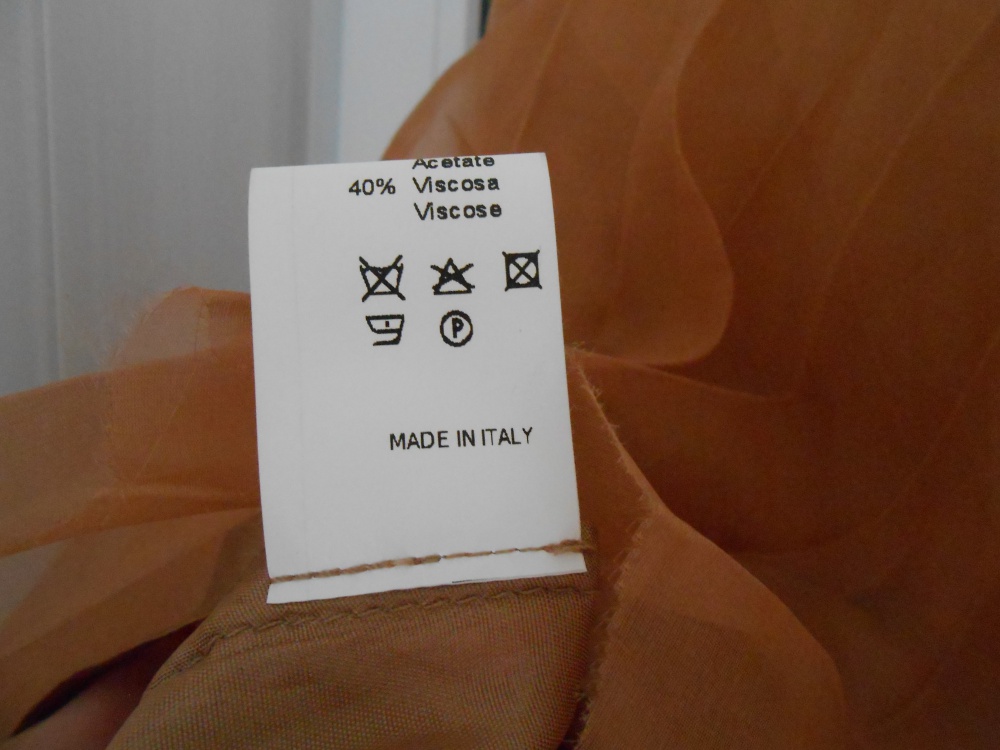 Acetate
40% Viscosa
Viscose
P
MADE IN ITALY